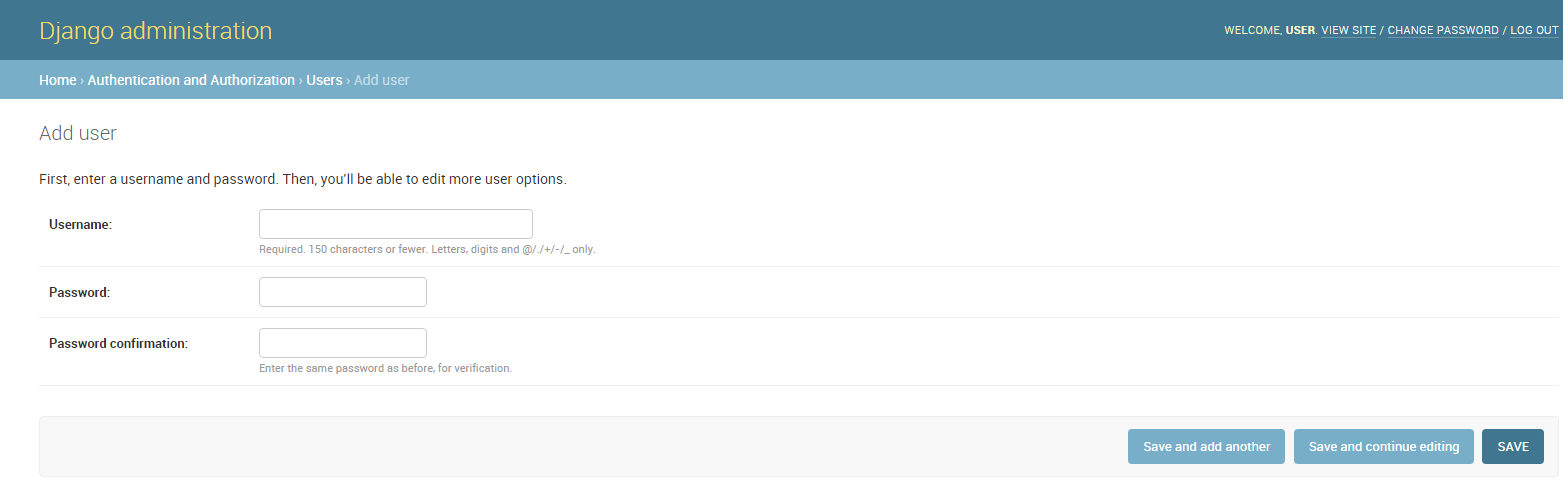 Django administration
WELCOME, USER. VIEW SITE / CHANGE PASSWORD / LOG OUT
Home › Authentication and Authorization › Users › Add user
Add user
First, enter a username and password. Then, you'll be able to edit more user options.
Username:
Required. 150 characters or fewer. Letters, digits and @/./+/-/_ only.
Password:
Password confirmation:
Enter the same password as before, for verification.
Save and add another
Save and continue editing
SAVE